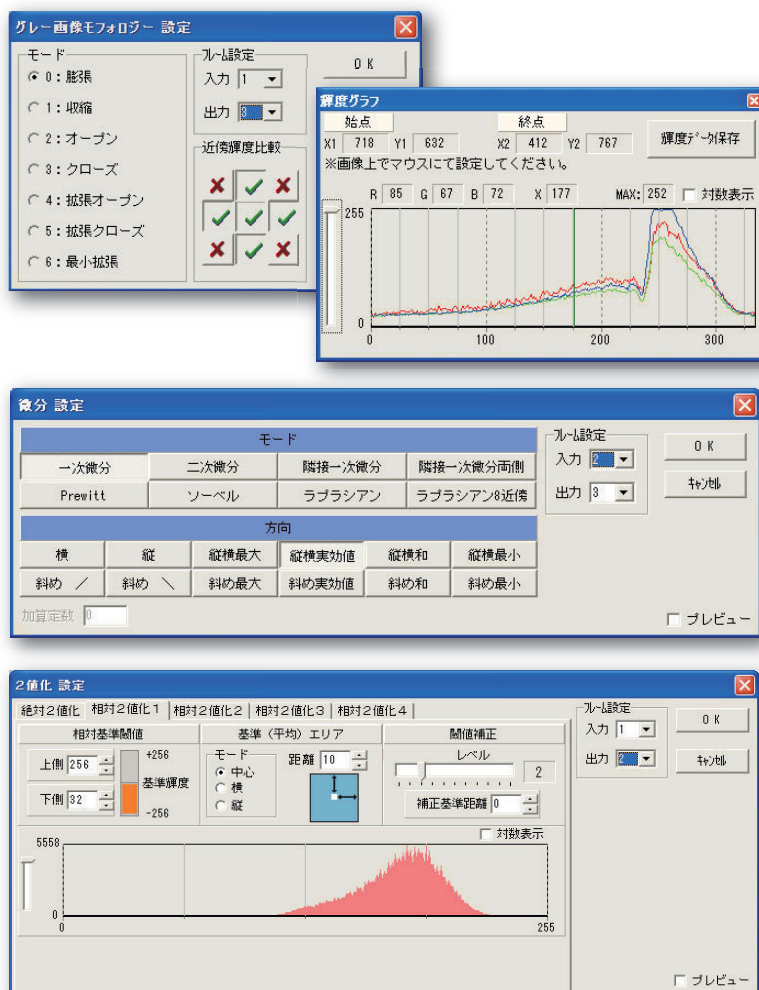 グレー画像モフォロジー 設定
モード
0：膨張
1：収縮
2：オープン
3：クローズ
4：拡張オープン
5：拡張クローズ
6：最小拡張
フレーム設定
入力 1
出力 3
近傍輝度比較
OK
輝度グラフ
始点
終点
X1 718 Y1 632 X2 412 Y2 767
輝度データ保存
※画像上でマウスにて設定してください。
R 85 G 67 B 72 X 177 MAX: 252 対数表示
255
0
0 100 200 300
微分 設定
モード
一次微分 二次微分 隣接一次微分 隣接一次微分両側
Prewitt ソーベル ラプラシアン ラプラシアン8近傍
方向
横 縦 縦横最大 縦横実効値 縦横和 縦横最小
斜め ／ 斜め ＼ 斜め最大 斜め実効値 斜め和 斜め最小
加算定数 0
フレーム設定
入力 2
出力 3
OK
キャンセル
プレビュー
2値化 設定
絶対2値化 相対2値化1 相対2値化2 相対2値化3 相対2値化4
相対基準閾値
上側 256
下側 32
+256
基準輝度
-256
基準（平均）エリア
モード
中心
横
縦
距離 10
閾値補正
レベル
2
補正基準距離 0
対数表示
5558
0
0 255
フレーム設定
入力 1
出力 2
OK
キャンセル
プレビュー